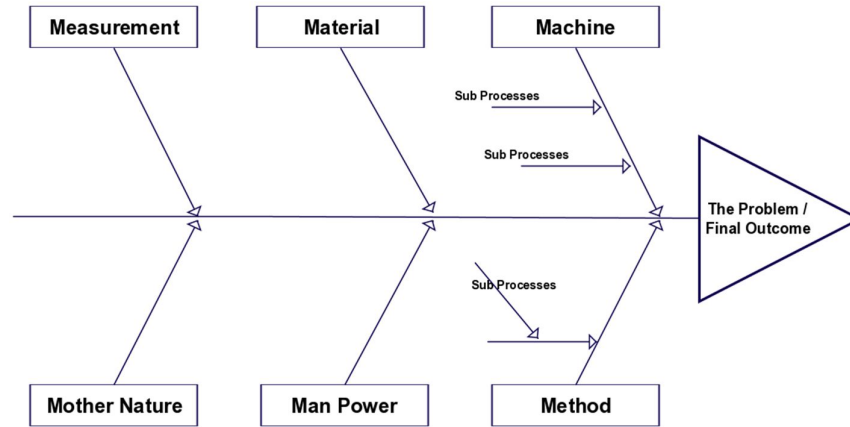 Measurement
Material
Machine
Sub Processes
Sub Processes
The Problem /
Final Outcome
Sub Processes
Mother Nature
Man Power
Method